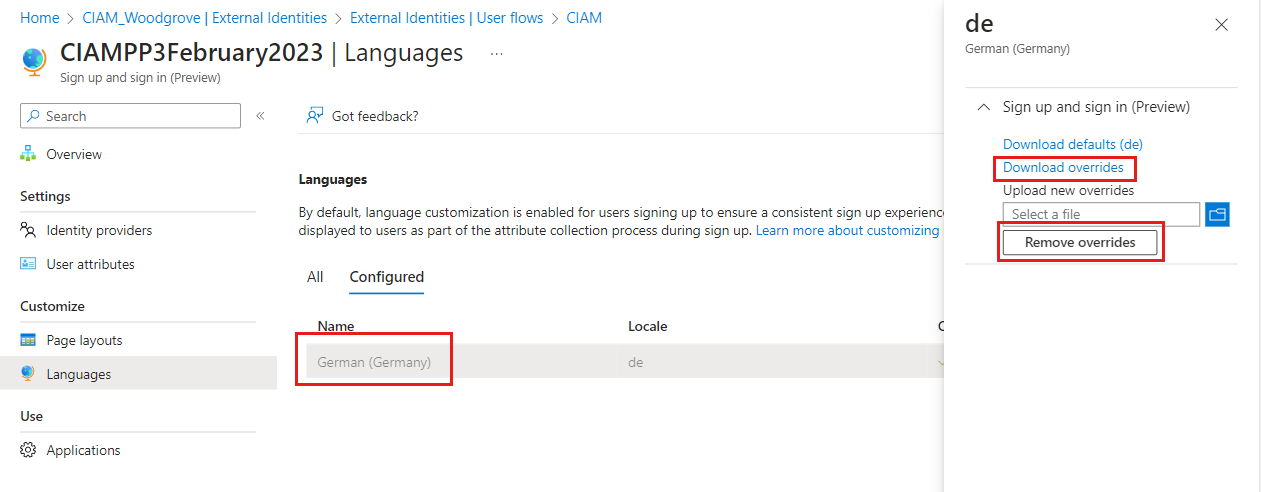 Home > CIAM_Woodgrove | External Identities > External Identities | User flows > CIAM
CIAMPP3February2023 | Languages ...
Sign up and sign in (Preview)
Search
«
Overview
Settings
Identity providers
User attributes
Customize
Page layouts
Languages
Use
Applications
Got feedback?
Languages
By default, language customization is enabled for users signing up to ensure a consistent sign up experience
displayed to users as part of the attribute collection process during sign up. Learn more about customizing
All Configured
Name Locale
German (Germany) de
de
German (Germany)
Sign up and sign in (Preview)
Download defaults (de)
Download overrides
Upload new overrides
Select a file
Remove overrides